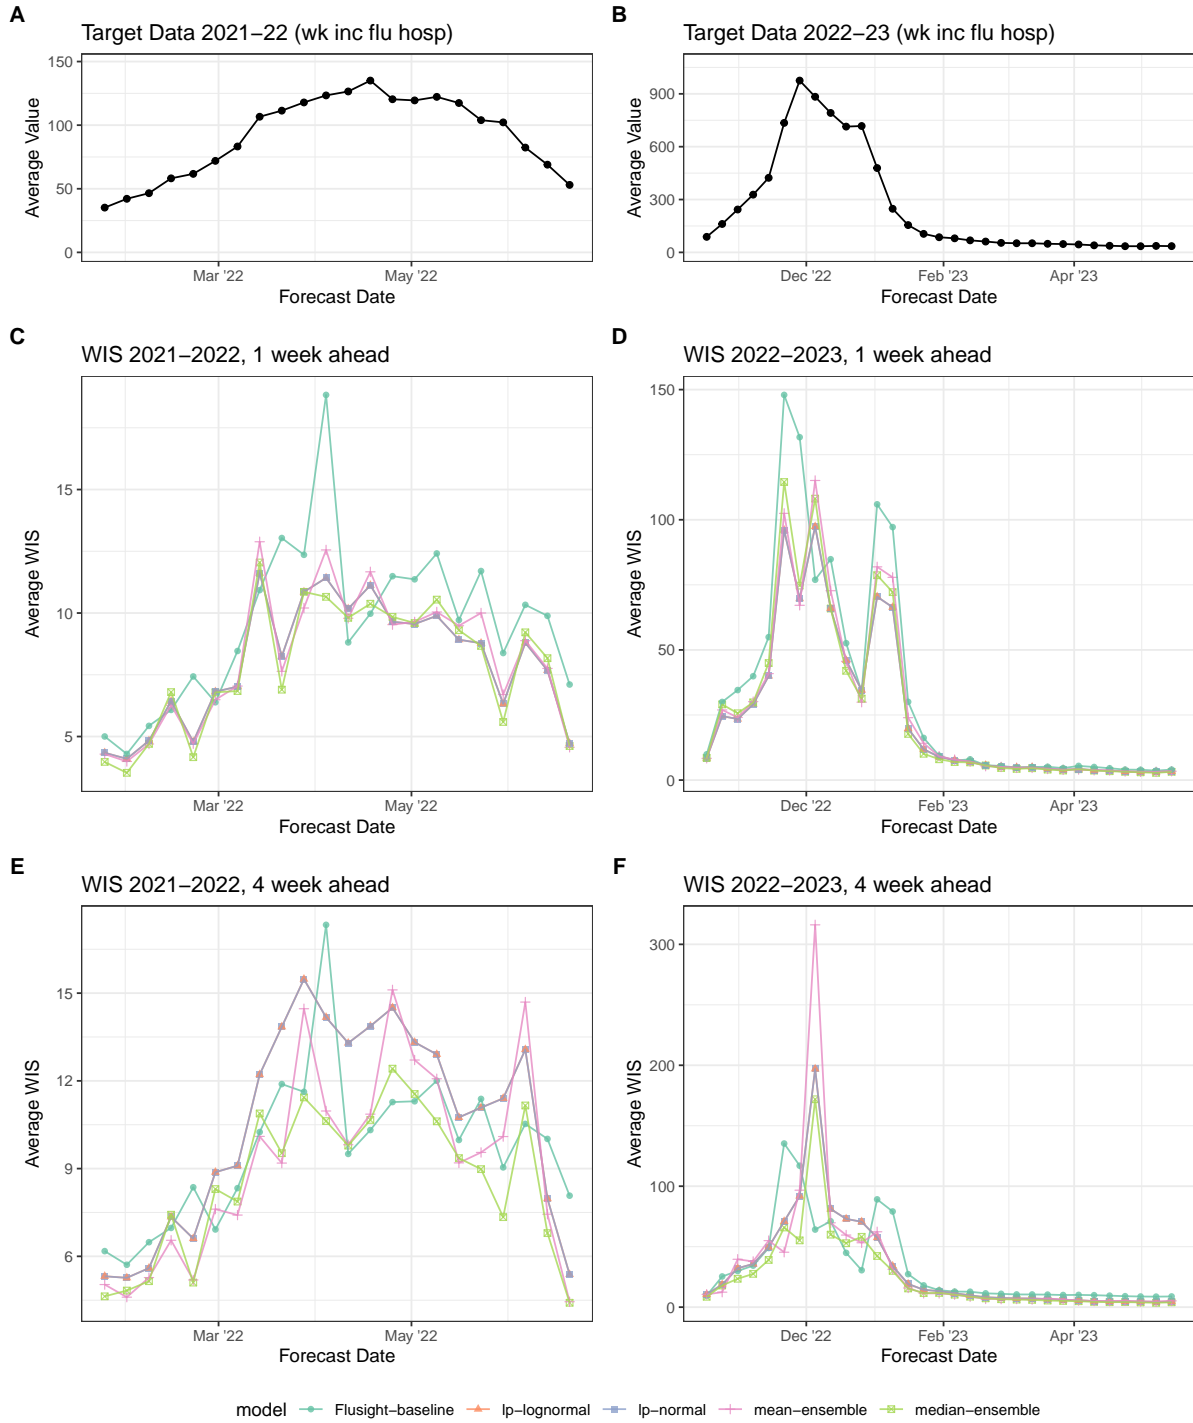 A
Target Data 2021−22 (wk inc flu hosp)
Average Value
150
100
50
0
Mar '22
May '22
Forecast Date
B
Target Data 2022−23 (wk inc flu hosp)
Average Value
900
600
300
0
Dec '22
Feb '23
Apr '23
Forecast Date
C
WIS 2021−2022, 1 week ahead
Average WIS
15
10
5
Mar '22
May '22
Forecast Date
D
WIS 2022−2023, 1 week ahead
Average WIS
150
100
50
0
Dec '22
Feb '23
Apr '23
Forecast Date
E
WIS 2021−2022, 4 week ahead
Average WIS
15
12
9
6
Mar '22
May '22
Forecast Date
F
WIS 2022−2023, 4 week ahead
Average WIS
300
200
100
0
Dec '22
Feb '23
Apr '23
Forecast Date
model Flusight−baseline lp−lognormal lp−normal mean−ensemble median−ensemble